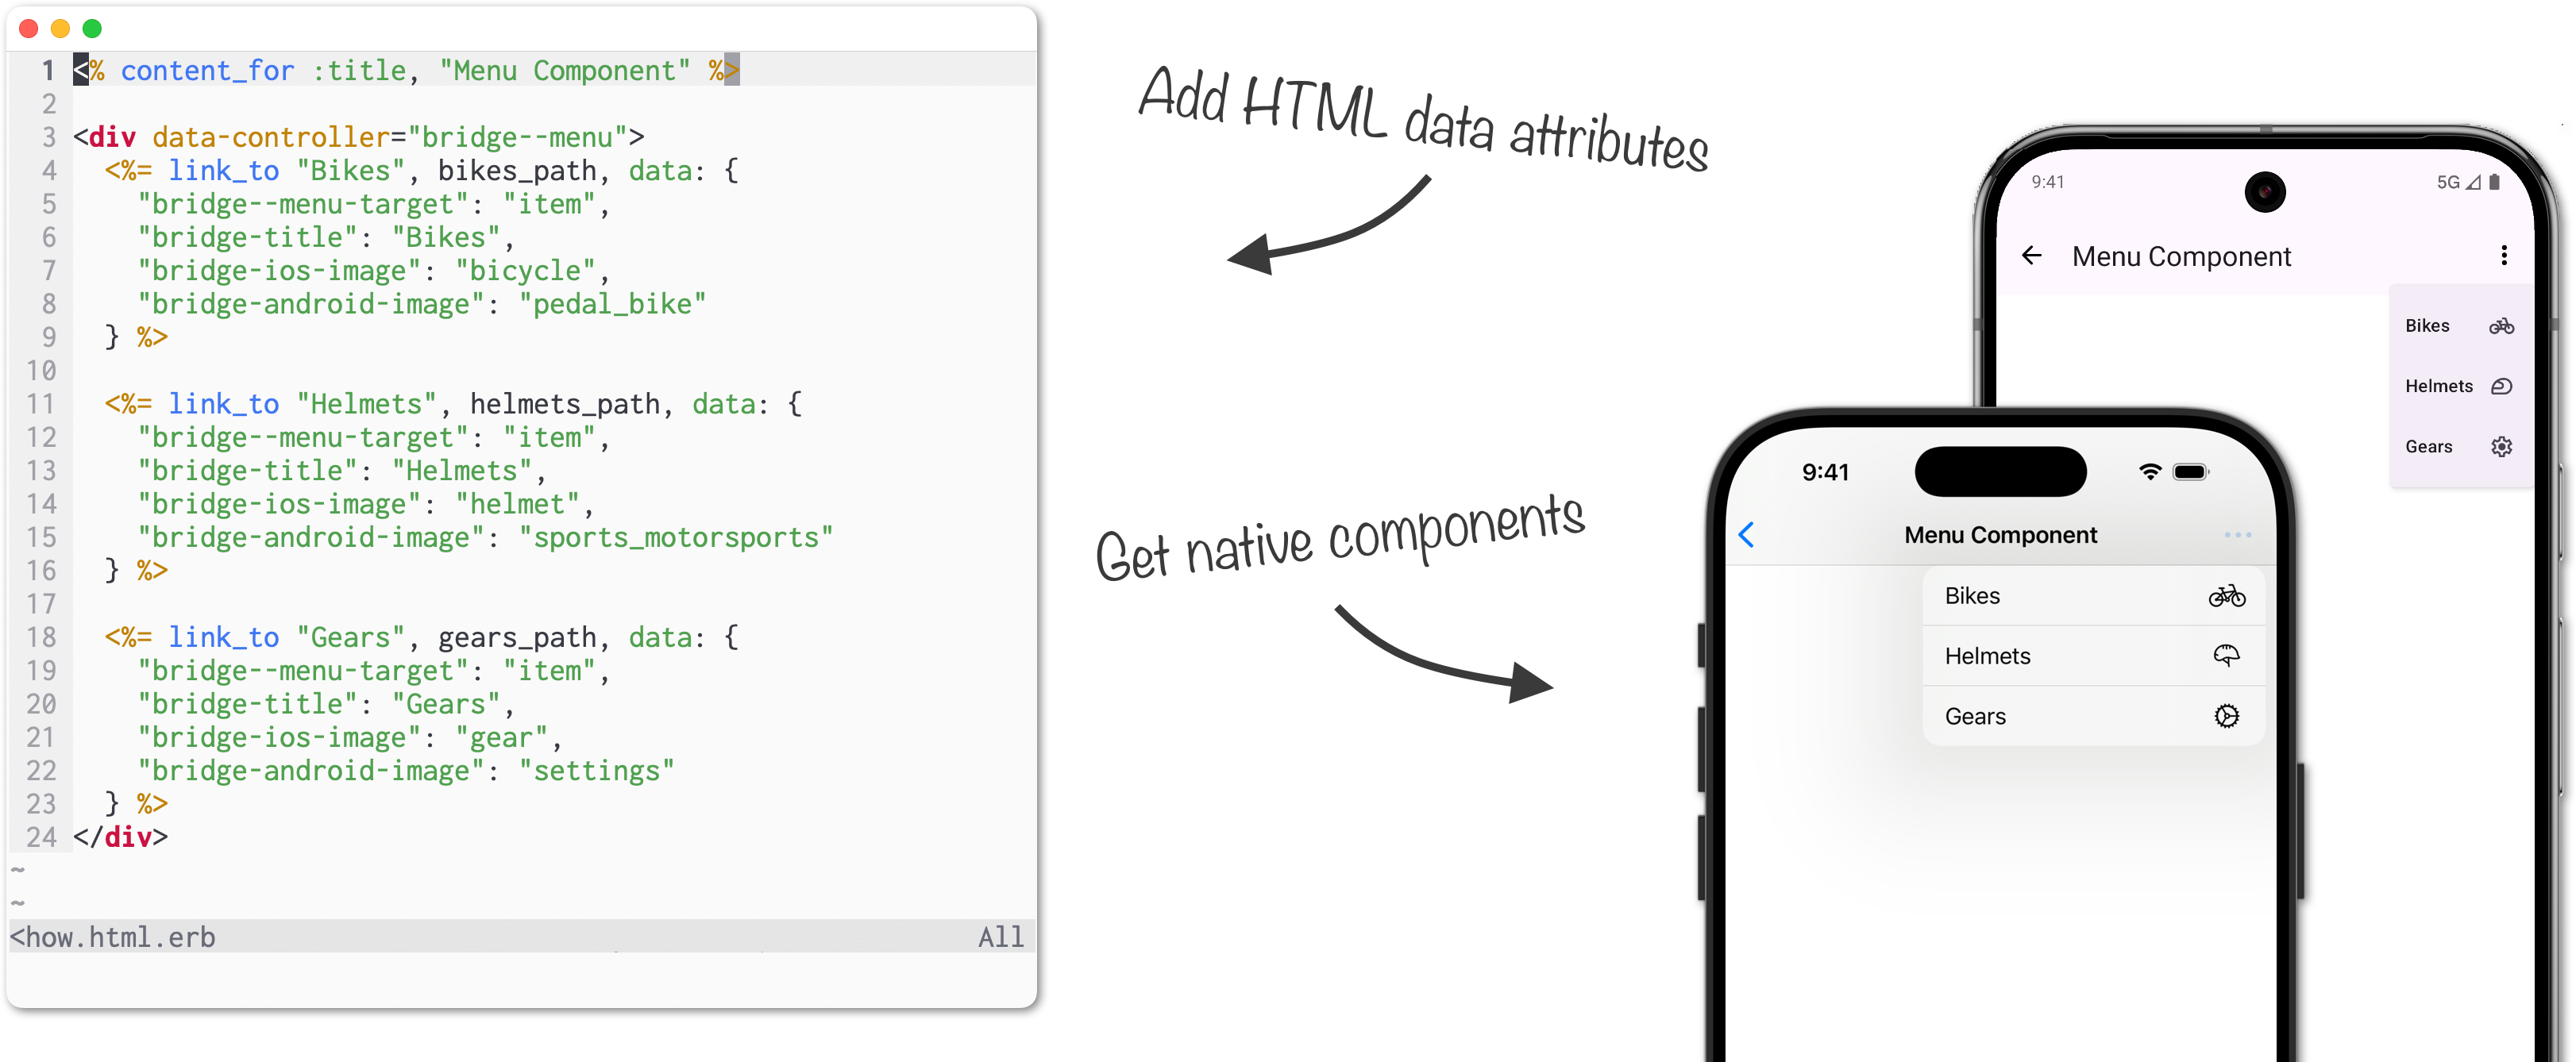 1 <% content_for :title, "Menu Component" %>
2
3 <div data-controller="bridge--menu">
4   <%= link_to "Bikes", bikes_path, data: {
5     "bridge--menu-target": "item",
6     "bridge-title": "Bikes",
7     "bridge-ios-image": "bicycle",
8     "bridge-android-image": "pedal_bike"
9   } %>
10
11   <%= link_to "Helmets", helmets_path, data: {
12     "bridge--menu-target": "item",
13     "bridge-title": "Helmets",
14     "bridge-ios-image": "helmet",
15     "bridge-android-image": "sports_motorsports"
16   } %>
17
18   <%= link_to "Gears", gears_path, data: {
19     "bridge--menu-target": "item",
20     "bridge-title": "Gears",
21     "bridge-ios-image": "gear",
22     "bridge-android-image": "settings"
23   } %>
24 </div>
~
~
<how.html.erb All
Add HTML data attributes
Get native components
9:41 5G
Menu Component
Bikes
Helmets
Gears
9:41
Menu Component
Bikes
Helmets
Gears